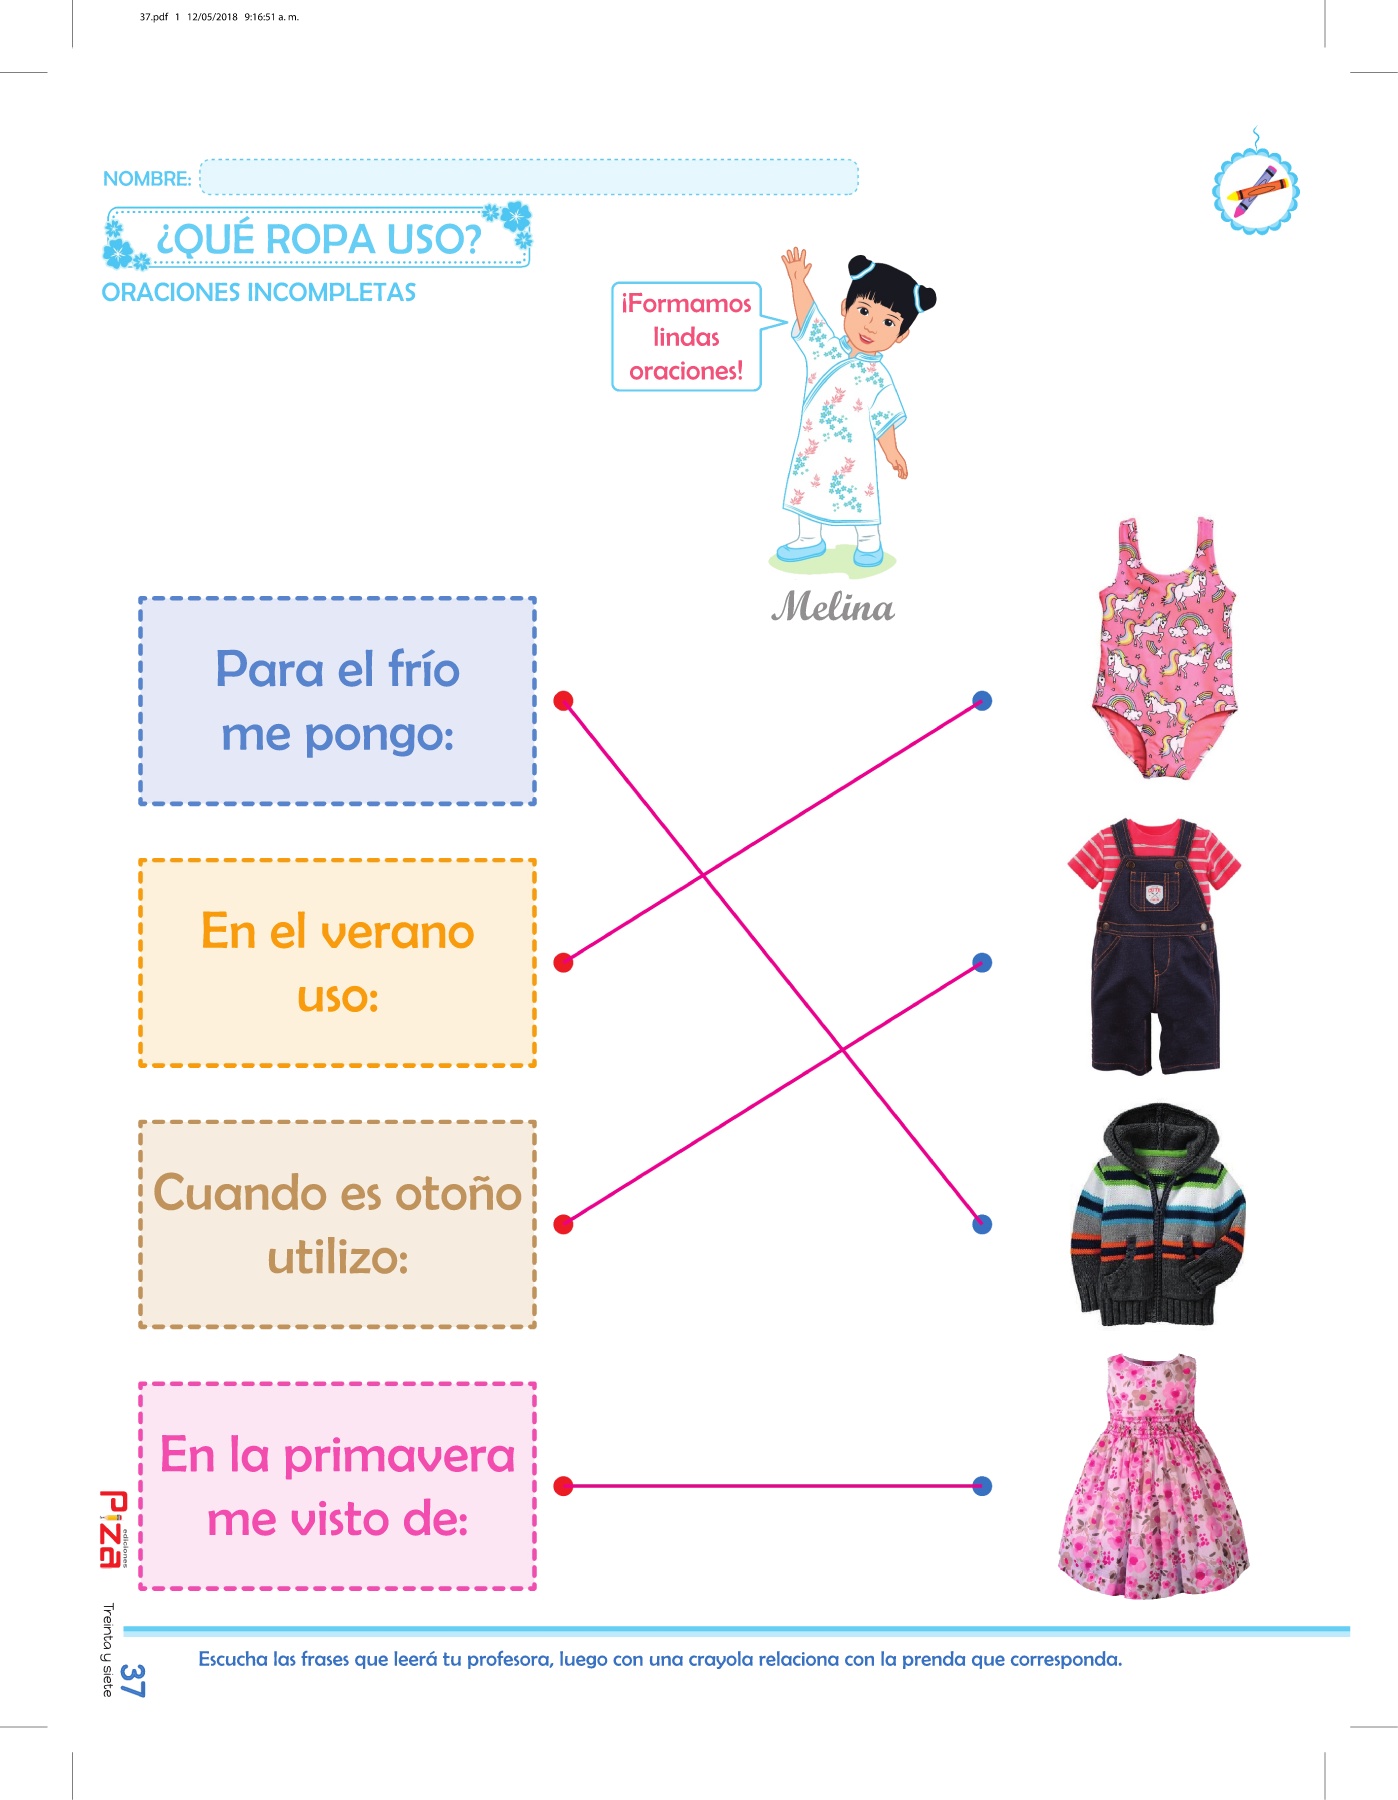 37.pdf 1 12/05/2018 9:16:51 a. m.
NOMBRE:
¿QUÉ ROPA USO?
ORACIONES INCOMPLETAS
¡Formamos
lindas
oraciones!
Melina
Para el frío
me pongo:
En el verano
uso:
Cuando es otoño
utilizo:
En la primavera
me visto de:
Piza
ediciones
Treinta y siete
37
Escucha las frases que leerá tu profesora, luego con una crayola relaciona con la prenda que corresponda.